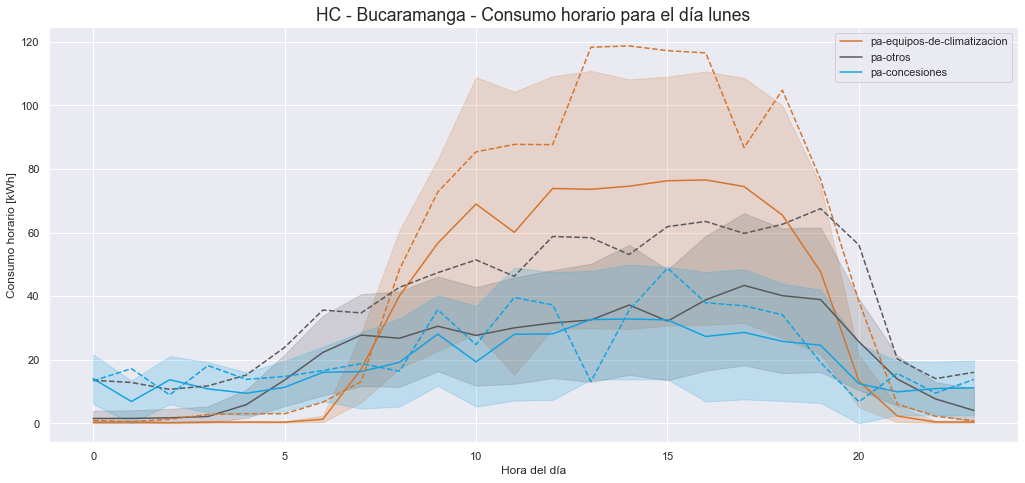 HC - Bucaramanga - Consumo horario para el día lunes
pa-equipos-de-climatizacion
pa-otros
pa-concesiones
Consumo horario [kWh]
120
100
80
60
40
20
0
0 5 10 15 20
Hora del día